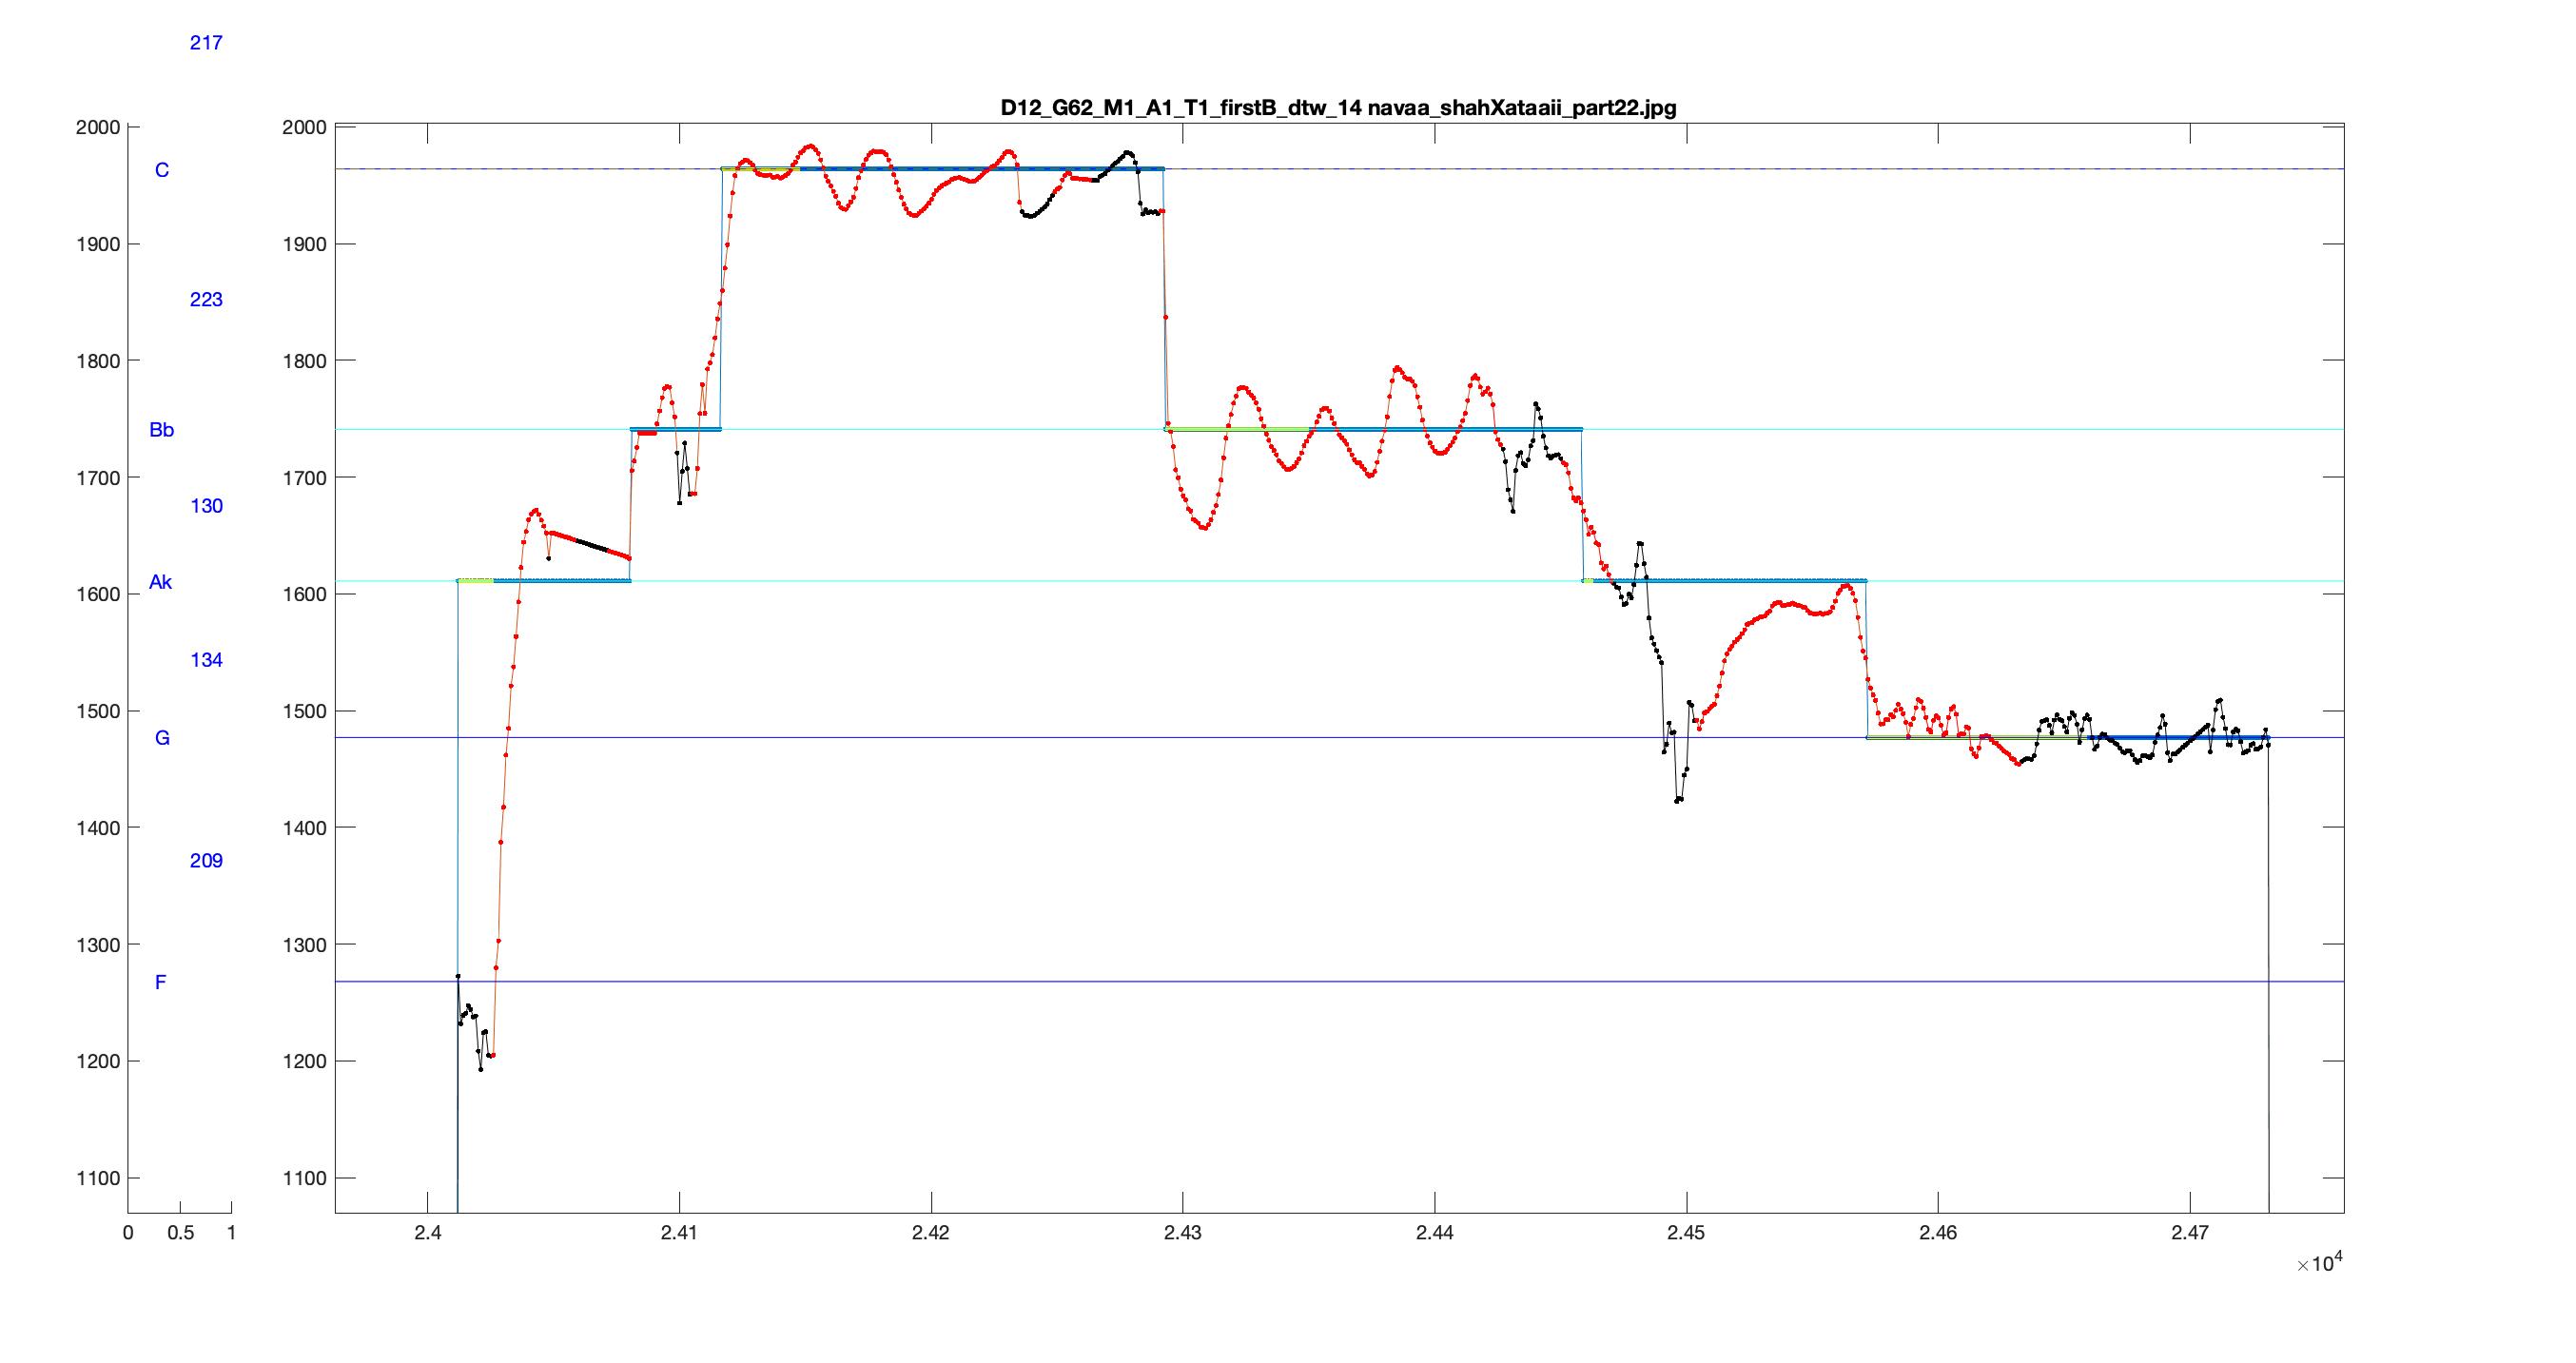 217
D12_G62_M1_A1_T1_firstB_dtw_14 navaa_shahXataaii_part22.jpg
2000 2000
C
1900 1900
223
1800 1800
Bb
1700 1700
130
Ak
1600 1600
134
1500 1500
G
1400 1400
209
1300 1300
F
1200 1200
1100 1100
0 0.5 1 2.4 2.41 2.42 2.43 2.44 2.45 2.46 2.47
×10^4